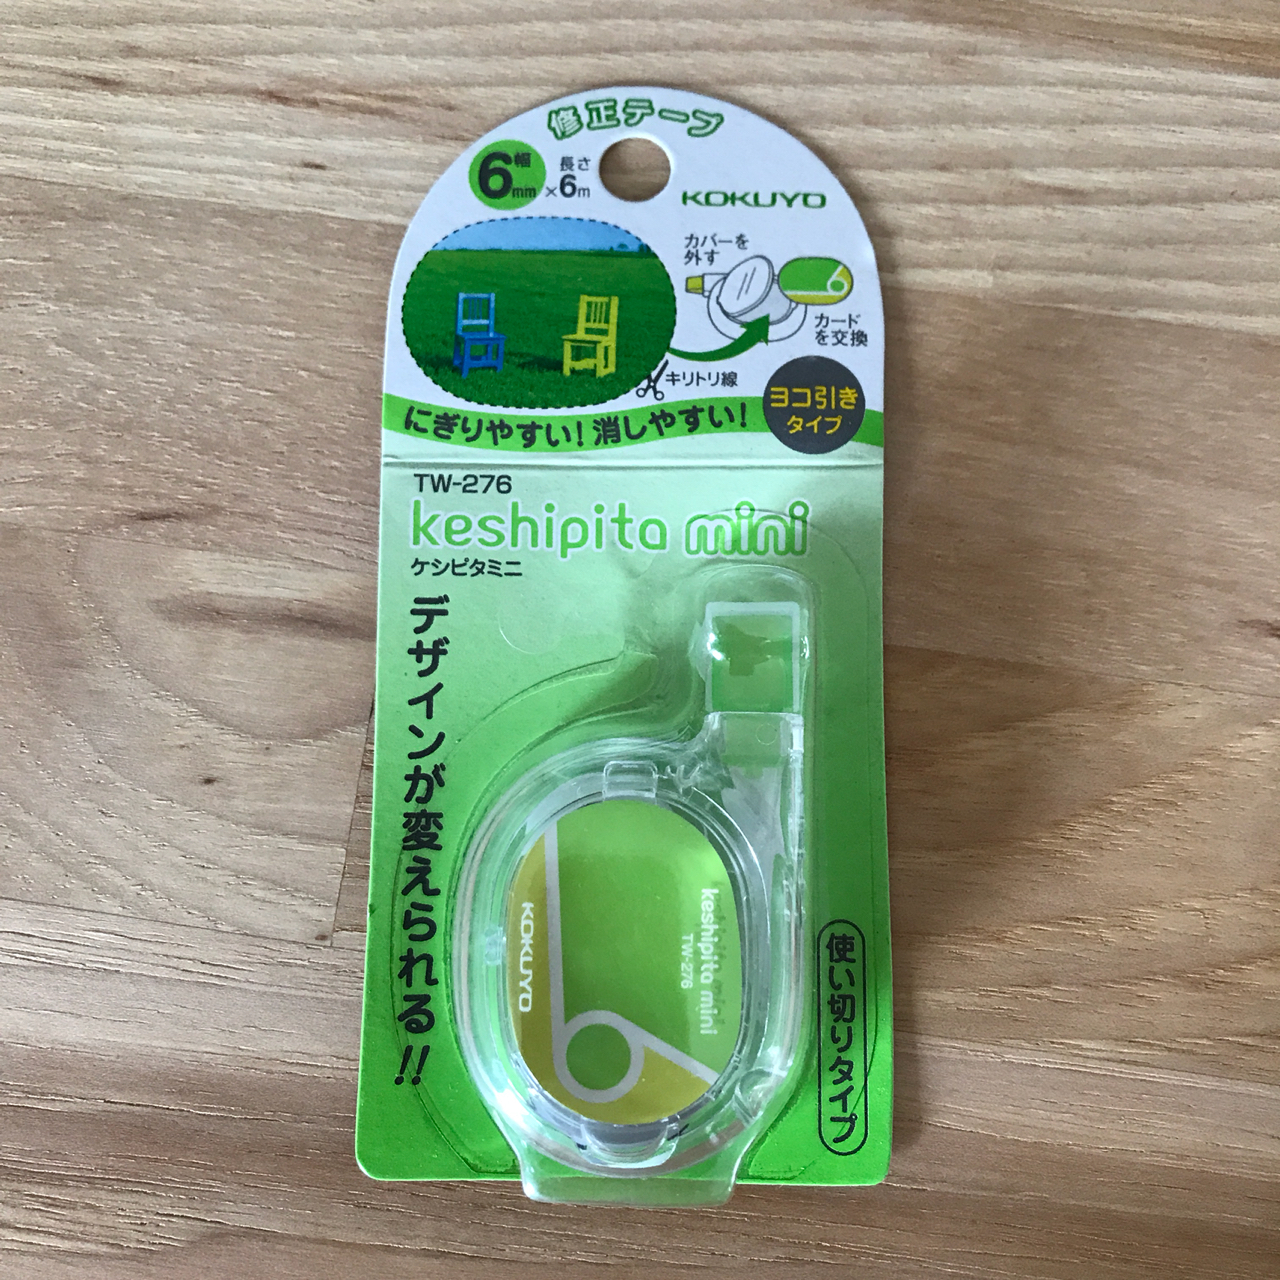 修正テープ
幅
6mm
長さ
×6m
KOKUYO
カバーを
外す
カード
を交換
キリトリ線
ヨコ引き
タイプ
にぎりやすい!消しやすい!
TW-276
keshipita mini
ケシピタミニ
デザインが変えられる!!
keshipita mini
TW-276
KOKUYO
使い切りタイプ